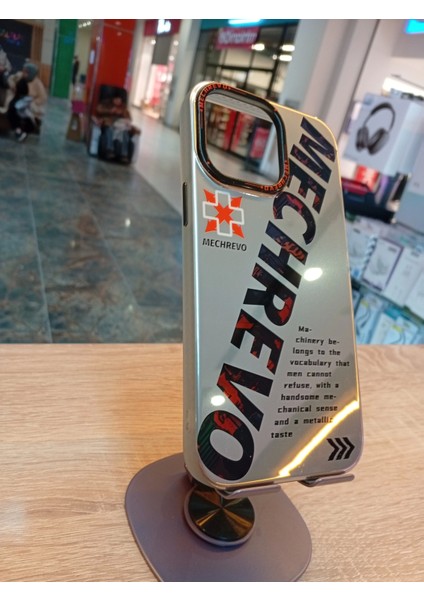 MECHREVO
MECHREVO
MECHREVO
Ma-
chinery be-
longs to the
vocabulary that
men cannot
refuse, with a
handsome me-
chanical sense
and a metallic
taste